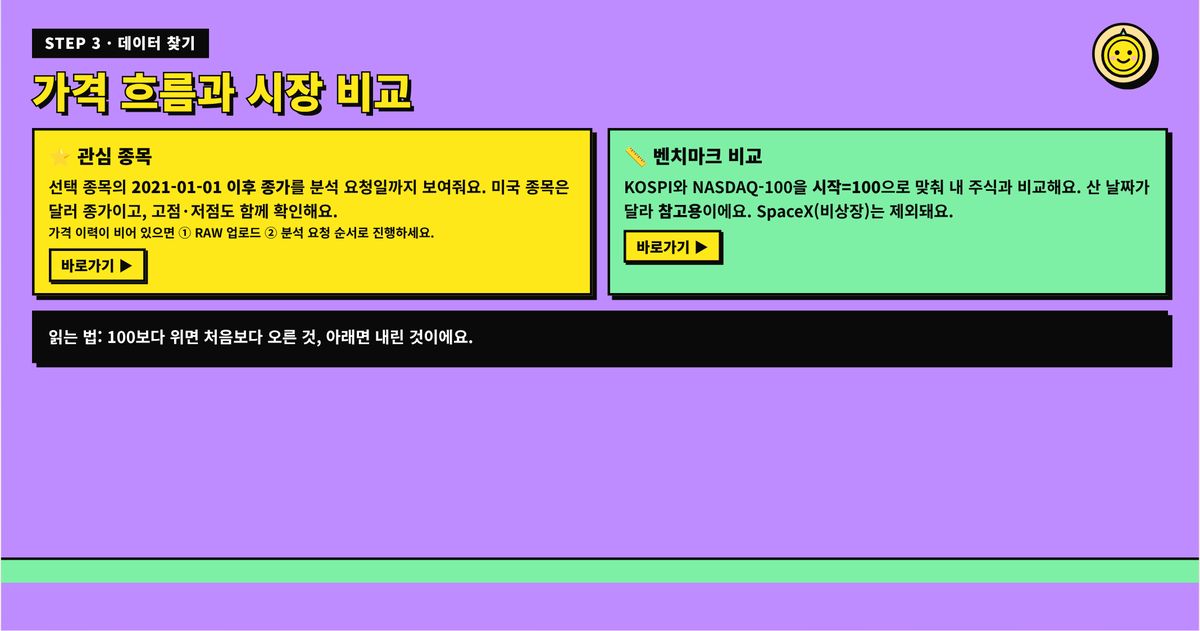 STEP 3 · 데이터 찾기
가격 흐름과 시장 비교
⭐ 관심 종목
선택 종목의 2021-01-01 이후 종가를 분석 요청일까지 보여줘요. 미국 종목은
달러 종가이고, 고점·저점도 함께 확인해요.
가격 이력이 비어 있으면 ① RAW 업로드 ② 분석 요청 순서로 진행하세요.
바로가기 ▶
📏 벤치마크 비교
KOSPI와 NASDAQ-100을 시작=100으로 맞춰 내 주식과 비교해요. 산 날짜가
달라 참고용이에요. SpaceX(비상장)는 제외돼요.
바로가기 ▶
읽는 법: 100보다 위면 처음보다 오른 것, 아래면 내린 것이에요.